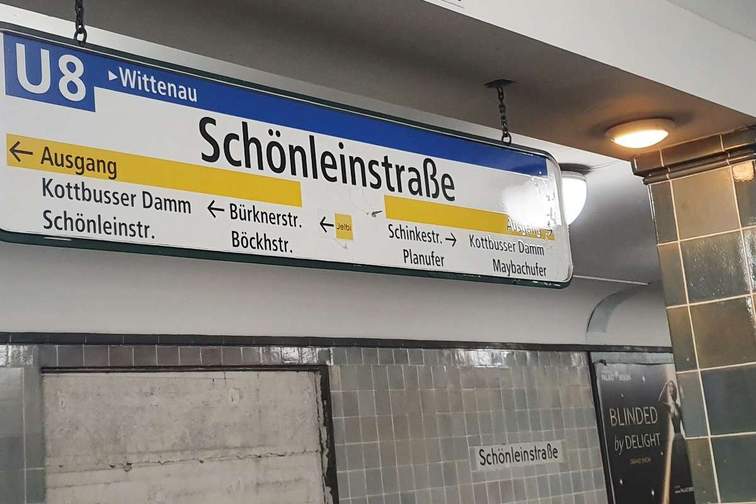 U8 ▸Wittenau
Schönleinstraße
← Ausgang
Kottbusser Damm
Schönleinstr.
← Bürknerstr.
Böckhstr.
← Jelbi
Schinkestr. →
Planufer
Ausgang
Kottbusser Damm
Maybachufer
Schönleinstraße
BLINDED
by DELIGHT